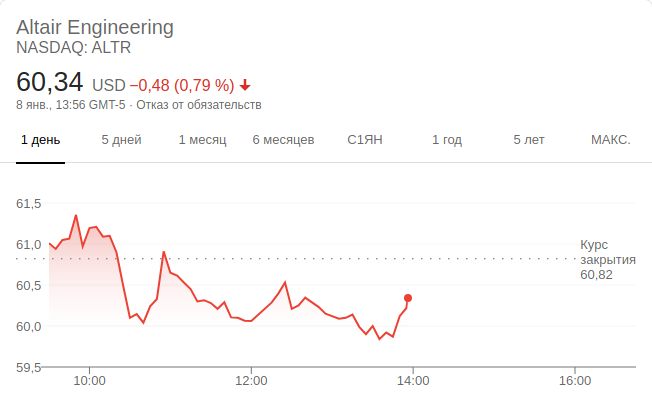 Altair Engineering
NASDAQ: ALTR
60,34 USD −0,48 (0,79 %)
8 янв., 13:56 GMT-5 · Отказ от обязательств
1 день 5 дней 1 месяц 6 месяцев С1ЯН 1 год 5 лет МАКС.
61,5
61,0
60,5
60,0
59,5
Курс
закрытия
60,82
10:00 12:00 14:00 16:00